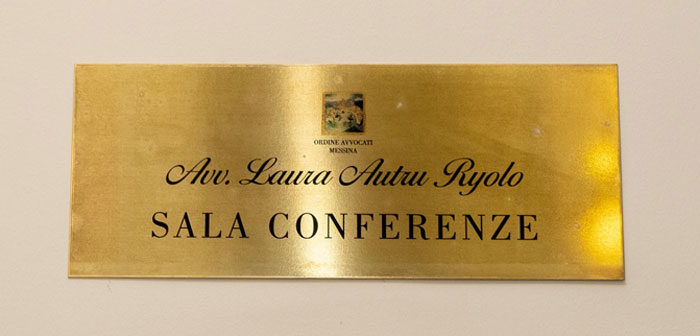 ORDINE AVVOCATI
MESSINA
Avv. Laura Autru Ryolo
SALA CONFERENZE